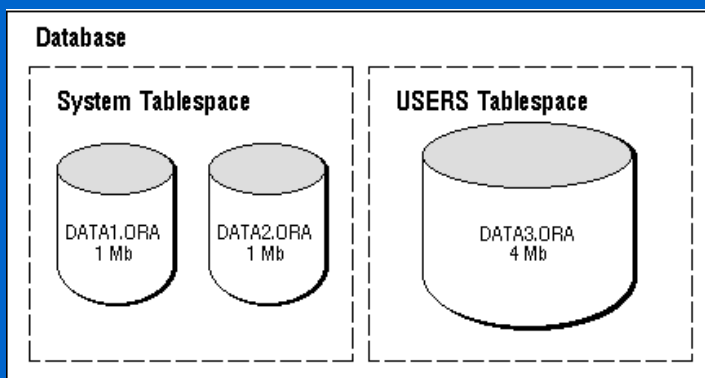 Database
System Tablespace
USERS Tablespace
DATA1.ORA
1 Mb
DATA2.ORA
1 Mb
DATA3.ORA
4 Mb